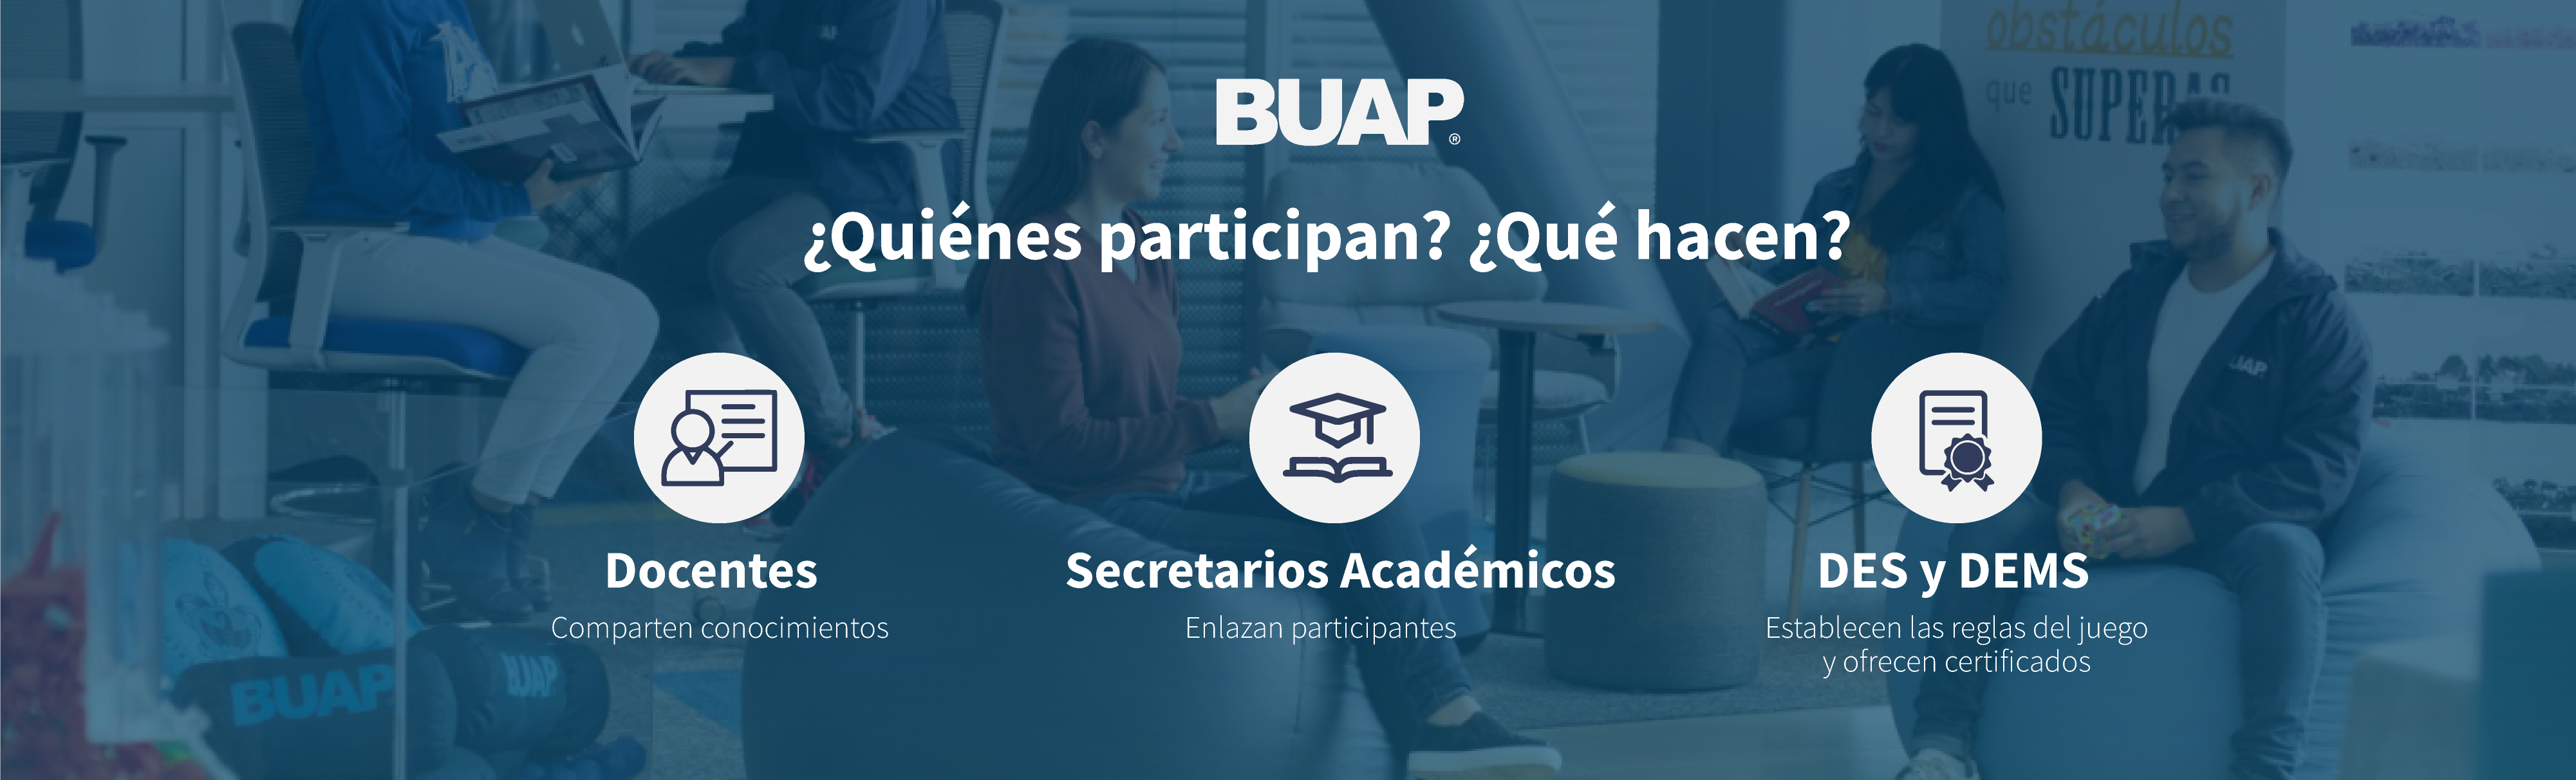 obstáculos
que SUPERAS
BUAP®
¿Quiénes participan? ¿Qué hacen?
BUAP
Docentes
Secretarios Académicos
DES y DEMS
Comparten conocimientos
Enlazan participantes
Establecen las reglas del juego
y ofrecen certificados
BUAP
BUAP